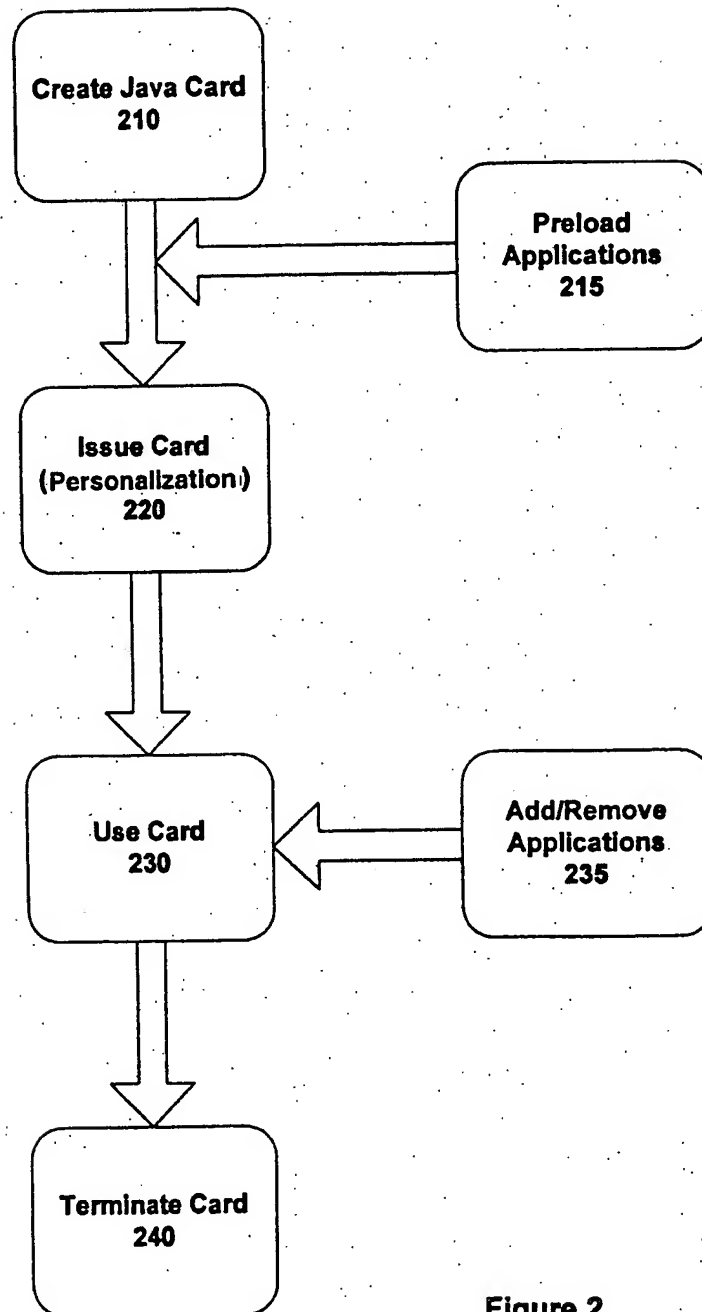 Create Java Card
210
Preload
Applications
215
Issue Card
(Personalization)
220
Use Card
230
Add/Remove
Applications
235
Terminate Card
240
Figure 2